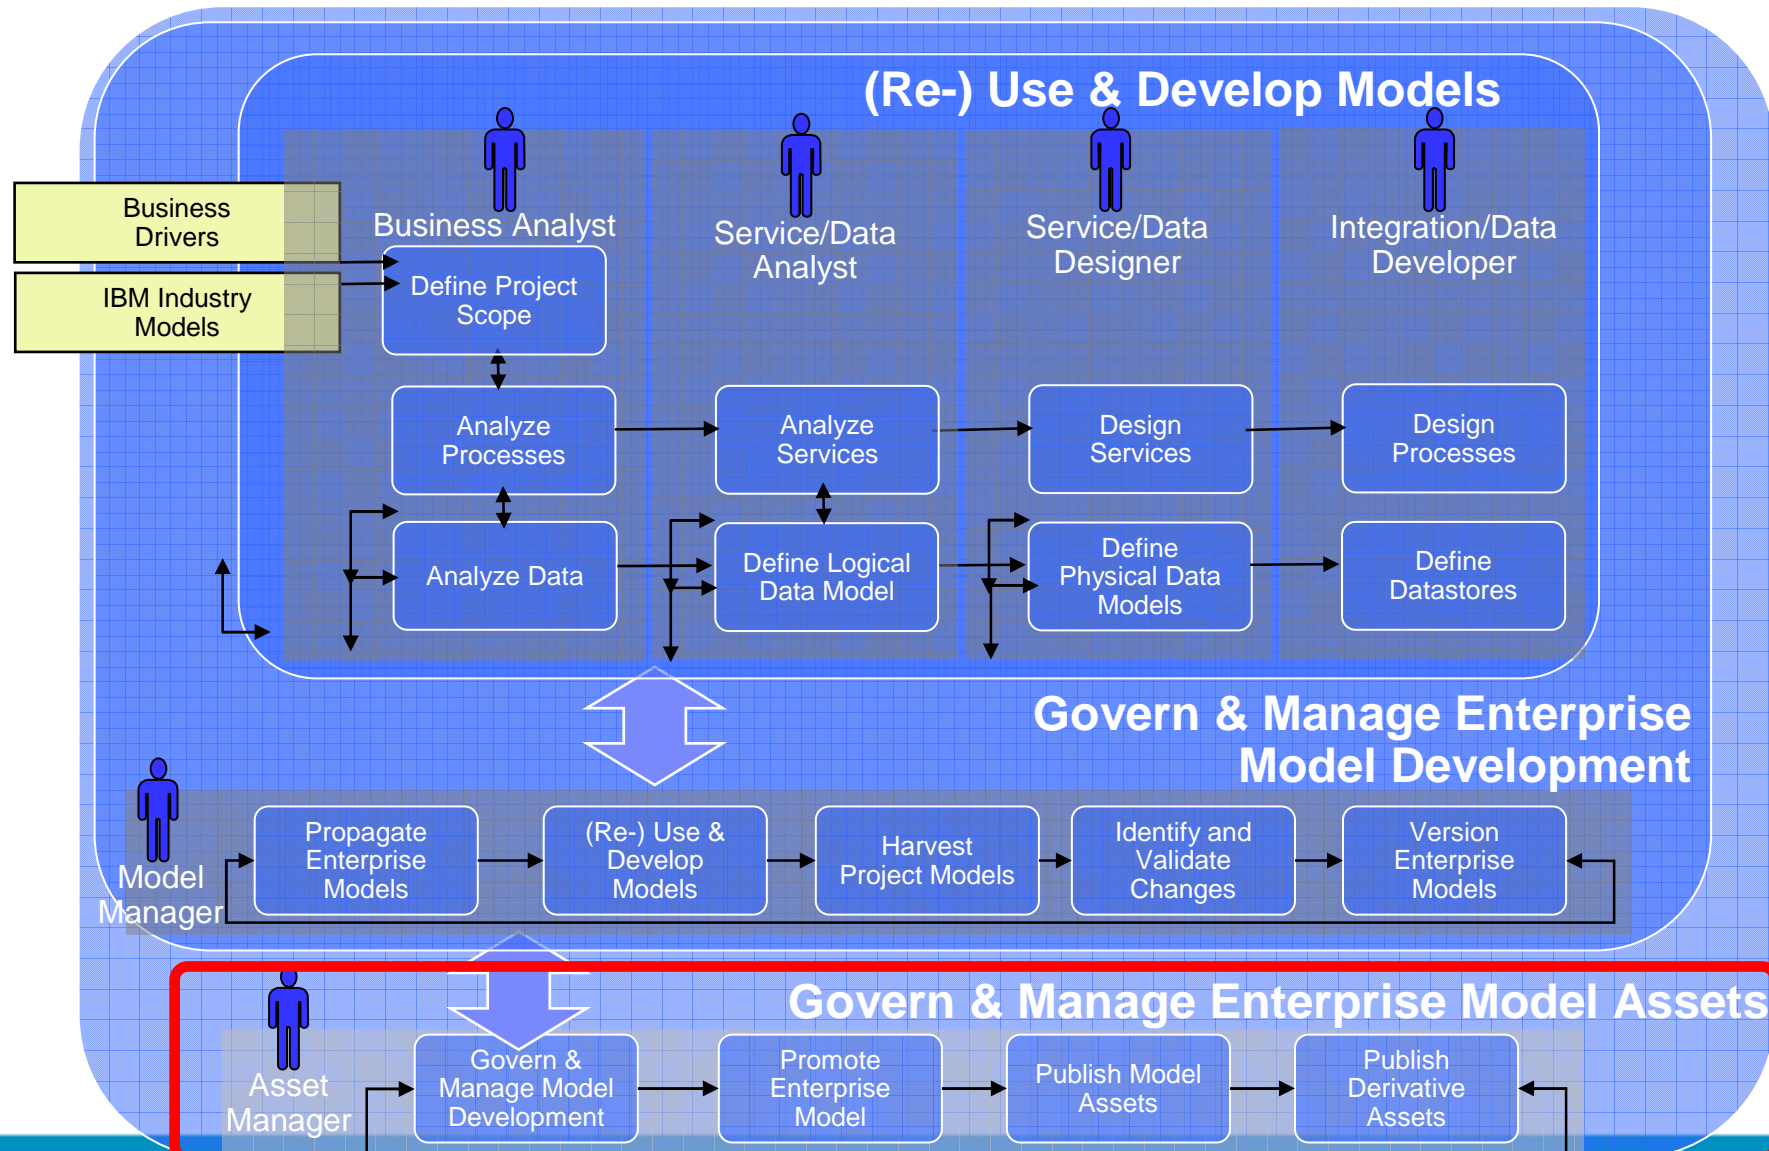 (Re-) Use & Develop Models
Business
Drivers
IBM Industry
Models
Business Analyst
Service/Data
Analyst
Service/Data
Designer
Integration/Data
Developer
Define Project
Scope
Analyze
Processes
Analyze
Services
Design
Services
Design
Processes
Analyze Data
Define Logical
Data Model
Define
Physical Data
Models
Define
Datastores
Govern & Manage Enterprise
Model Development
Model
Manager
Propagate
Enterprise
Models
(Re-) Use &
Develop
Models
Harvest
Project Models
Identify and
Validate
Changes
Version
Enterprise
Models
Govern & Manage Enterprise Model Assets
Asset
Manager
Govern &
Manage Model
Development
Promote
Enterprise
Model
Publish Model
Assets
Publish
Derivative
Assets